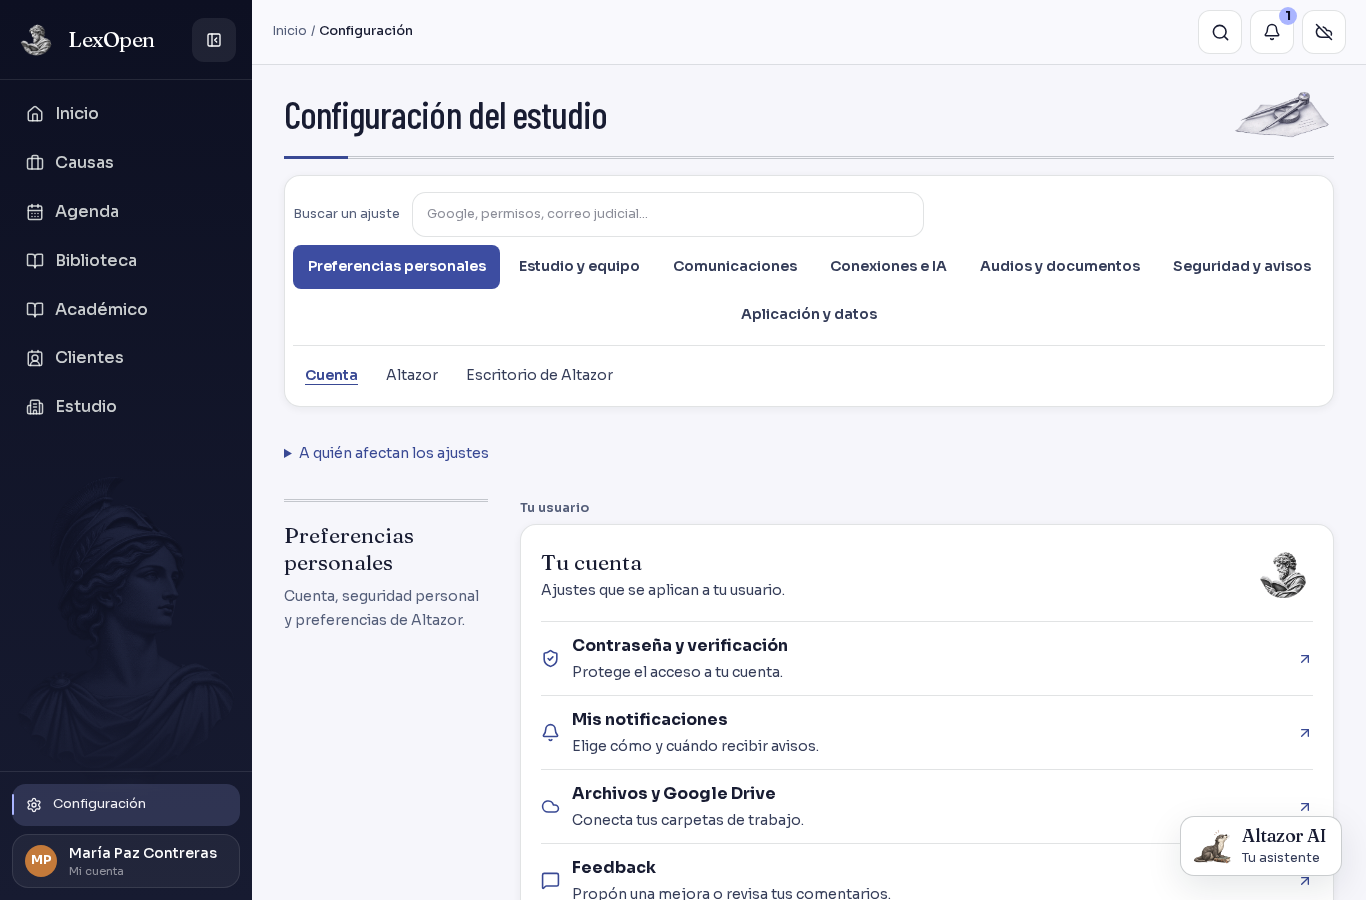 LexOpen
Inicio
Causas
Agenda
Biblioteca
Académico
Clientes
Estudio
Configuración
MP
María Paz Contreras
Mi cuenta
Inicio / Configuración
1
Configuración del estudio
Buscar un ajuste
Google, permisos, correo judicial...
Preferencias personales
Estudio y equipo
Comunicaciones
Conexiones e IA
Audios y documentos
Seguridad y avisos
Aplicación y datos
Cuenta
Altazor
Escritorio de Altazor
A quién afectan los ajustes
Preferencias
personales
Cuenta, seguridad personal
y preferencias de Altazor.
Tu usuario
Tu cuenta
Ajustes que se aplican a tu usuario.
Contraseña y verificación
Protege el acceso a tu cuenta.
Mis notificaciones
Elige cómo y cuándo recibir avisos.
Archivos y Google Drive
Conecta tus carpetas de trabajo.
Feedback
Propón una mejora o revisa tus comentarios.
Altazor AI
Tu asistente